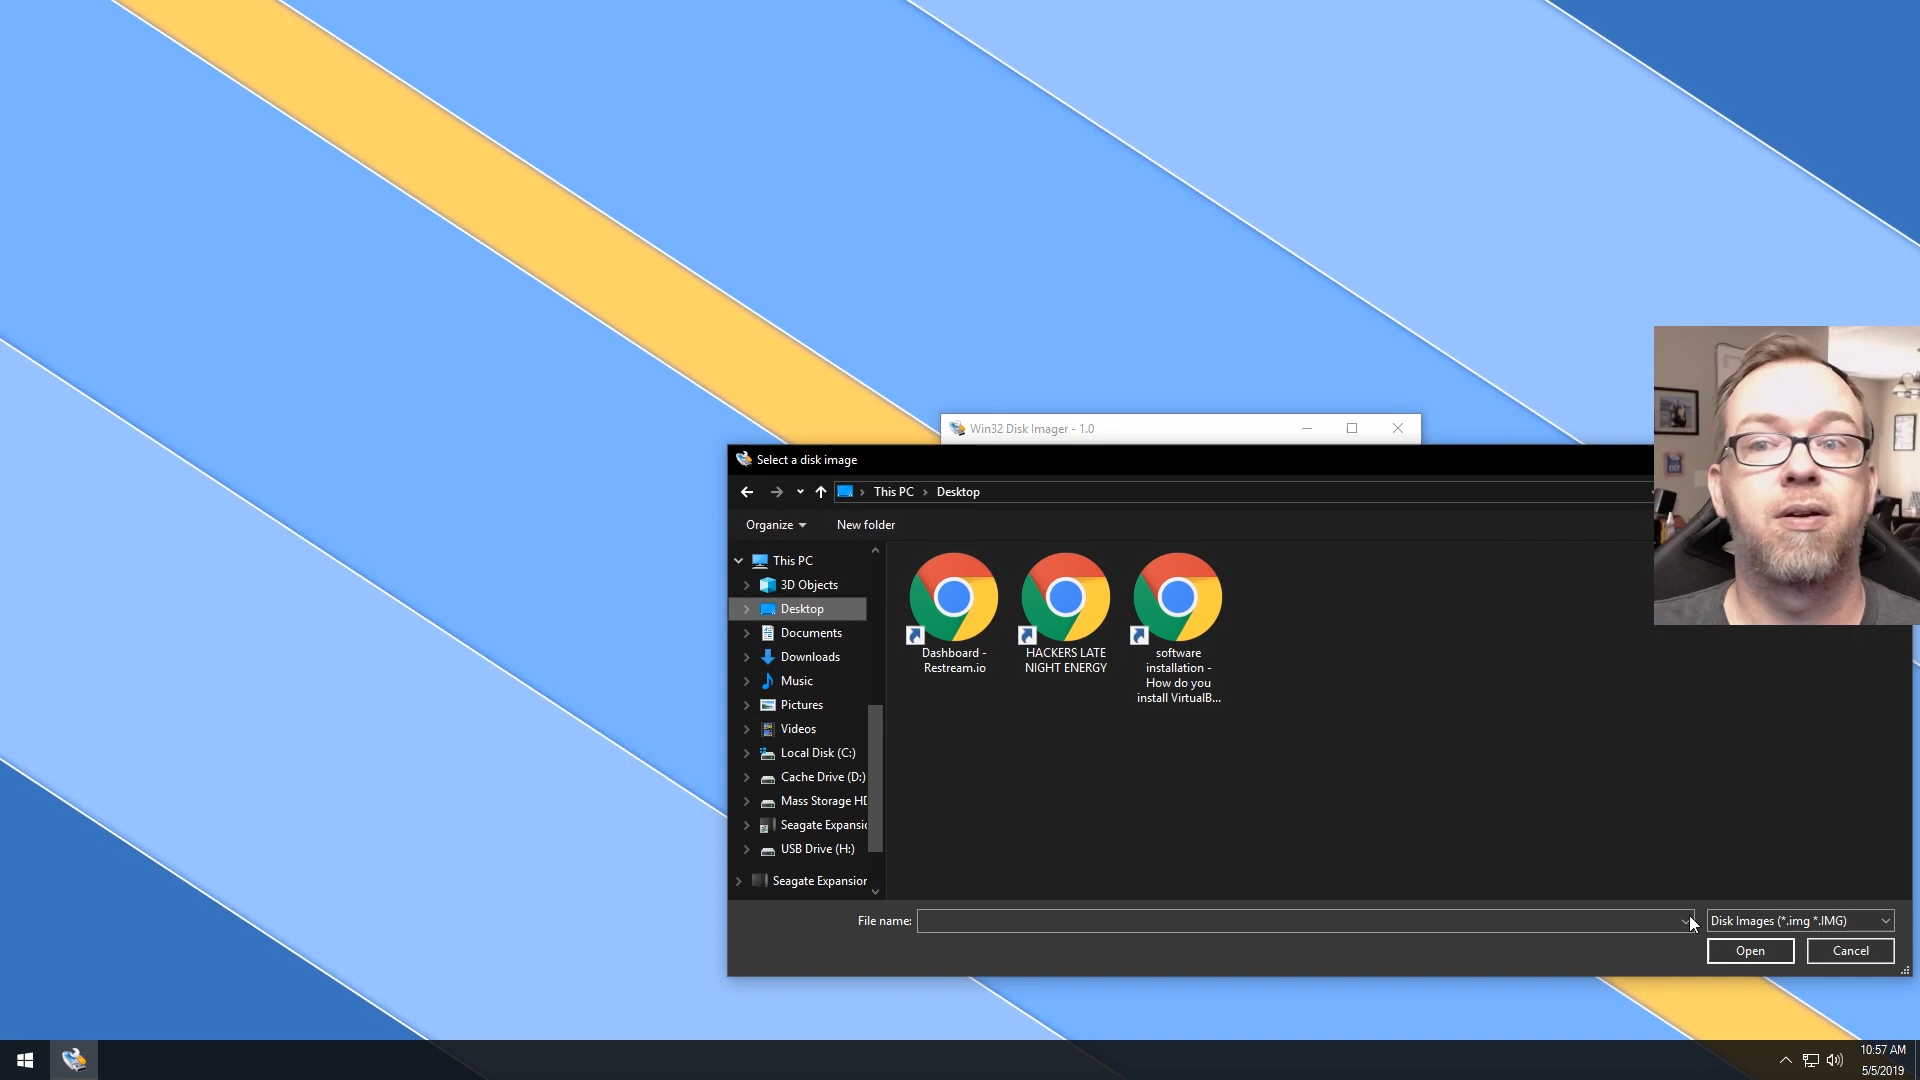 Win32 Disk Imager - 1.0
Select a disk image
This PC
Desktop
Organize
New folder
This PC
3D Objects
Desktop
Documents
Downloads
Music
Pictures
Videos
Local Disk (C:)
Cache Drive (D:)
Mass Storage HD
Seagate Expansio
USB Drive (H:)
Seagate Expansion
Dashboard -
Restream.io
HACKERS LATE
NIGHT ENERGY
software
installation -
How do you
install VirtualB...
File name:
Disk Images (*.img *.IMG)
Open
Cancel
10:57 AM
5/5/2019